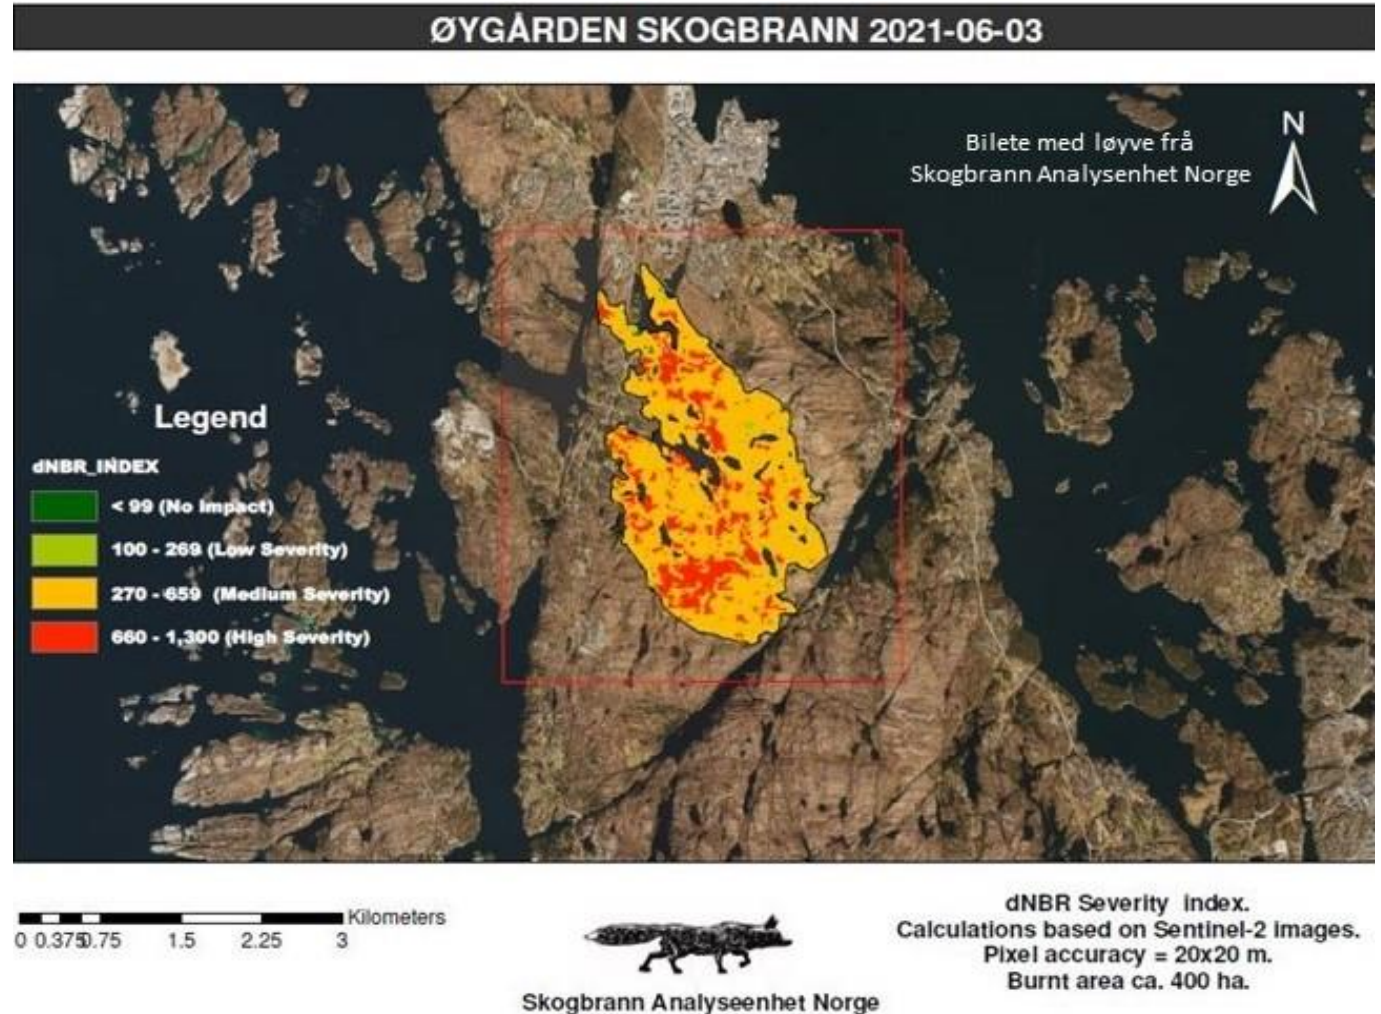 ØYGÅRDEN SKOGBRANN 2021-06-03
Bilete med løyve frå
Skogbrann Analysenhet Norge
N
Legend
dNBR_INDEX
< 99 (No Impact)
100 - 269 (Low Severity)
270 - 659 (Medium Severity)
660 - 1,300 (High Severity)
Kilometers
0 0.375 0.75 1.5 2.25 3
Skogbrann Analyseenhet Norge
dNBR Severity index.
Calculations based on Sentinel-2 images.
Pixel accuracy = 20x20 m.
Burnt area ca. 400 ha.